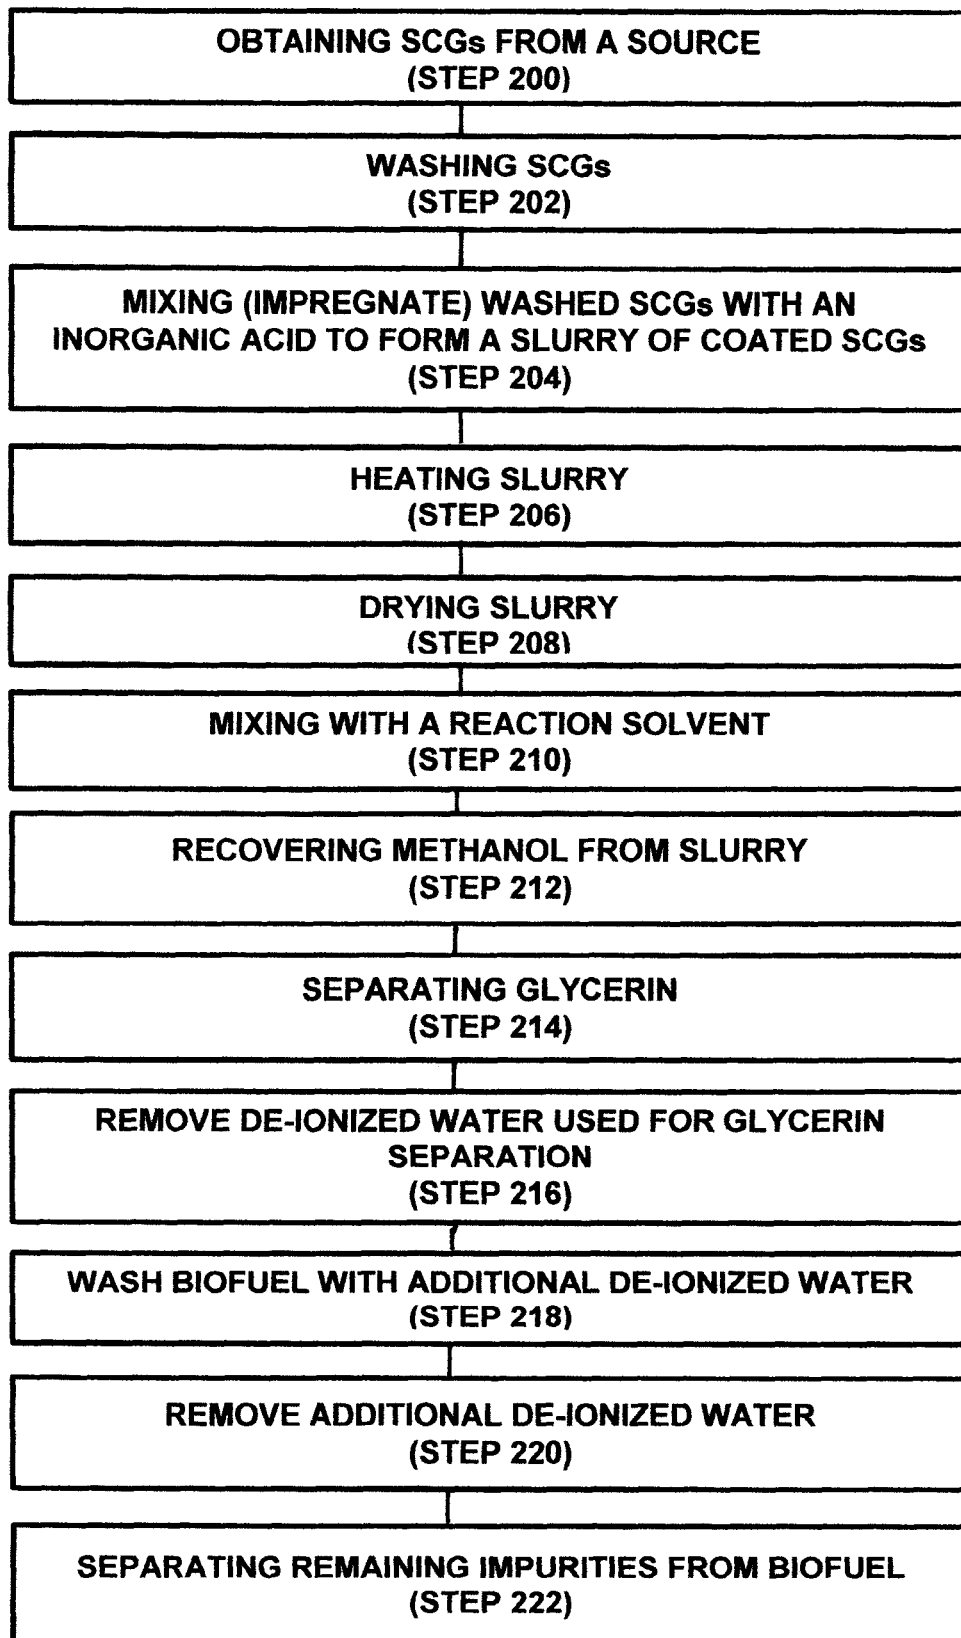 OBTAINING SCGs FROM A SOURCE
(STEP 200)
WASHING SCGs
(STEP 202)
MIXING (IMPREGNATE) WASHED SCGs WITH AN
INORGANIC ACID TO FORM A SLURRY OF COATED SCGs
(STEP 204)
HEATING SLURRY
(STEP 206)
DRYING SLURRY
(STEP 208)
MIXING WITH A REACTION SOLVENT
(STEP 210)
RECOVERING METHANOL FROM SLURRY
(STEP 212)
SEPARATING GLYCERIN
(STEP 214)
REMOVE DE-IONIZED WATER USED FOR GLYCERIN
SEPARATION
(STEP 216)
WASH BIOFUEL WITH ADDITIONAL DE-IONIZED WATER
(STEP 218)
REMOVE ADDITIONAL DE-IONIZED WATER
(STEP 220)
SEPARATING REMAINING IMPURITIES FROM BIOFUEL
(STEP 222)